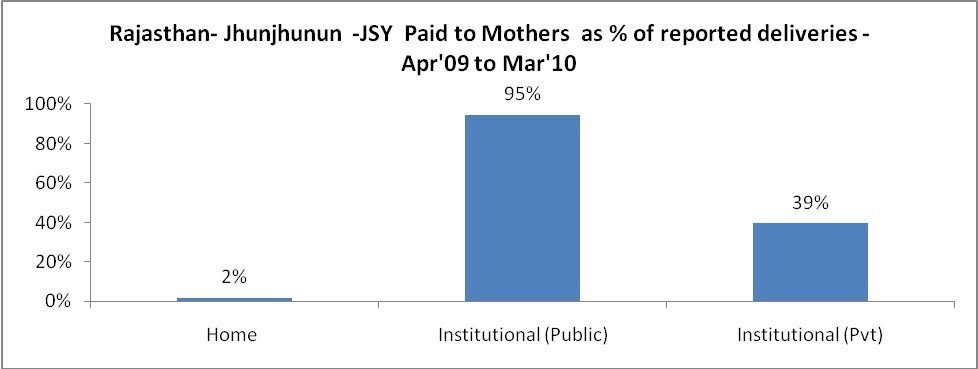 Rajasthan- Jhunjhunun -JSY Paid to Mothers as % of reported deliveries -
Apr'09 to Mar'10
95%
100%
80%
60%
39%
40%
20%
2%
0%
Home
Institutional (Public)
Institutional (Pvt)